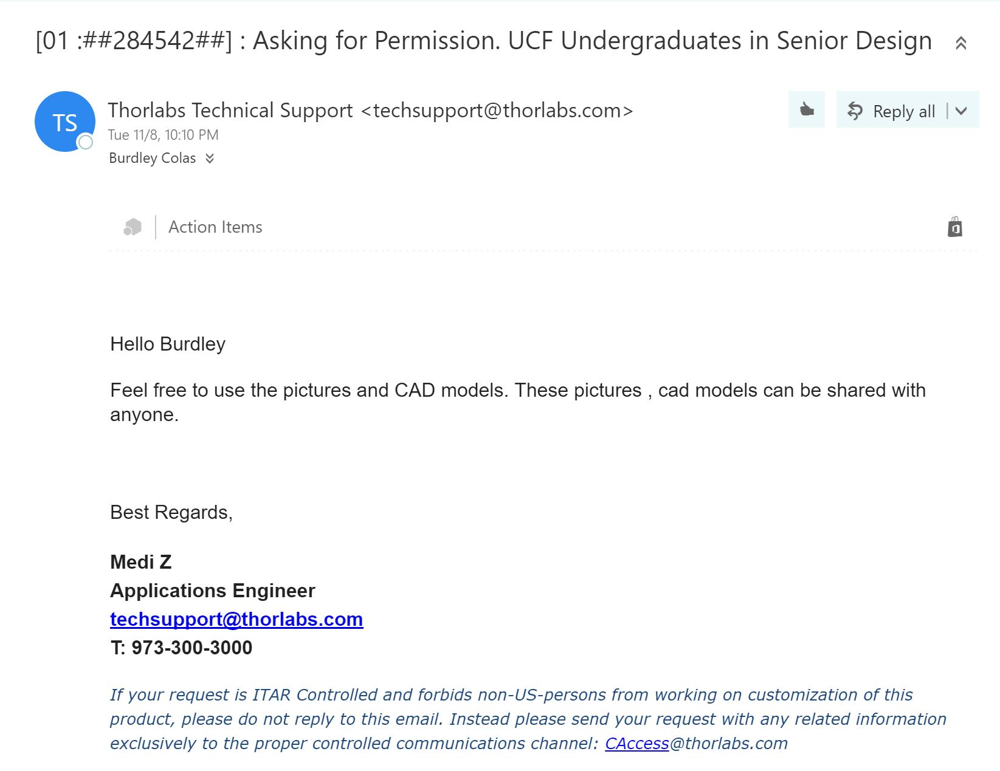 [01 :##284542##] : Asking for Permission. UCF Undergraduates in Senior Design
TS
Thorlabs Technical Support <techsupport@thorlabs.com>
Reply all
Tue 11/8, 10:10 PM
Burdley Colas
Action Items
Hello Burdley
Feel free to use the pictures and CAD models. These pictures , cad models can be shared with
anyone.
Best Regards,
Medi Z
Applications Engineer
techsupport@thorlabs.com
T: 973-300-3000
If your request is ITAR Controlled and forbids non-US-persons from working on customization of this
product, please do not reply to this email. Instead please send your request with any related information
exclusively to the proper controlled communications channel: CAccess@thorlabs.com